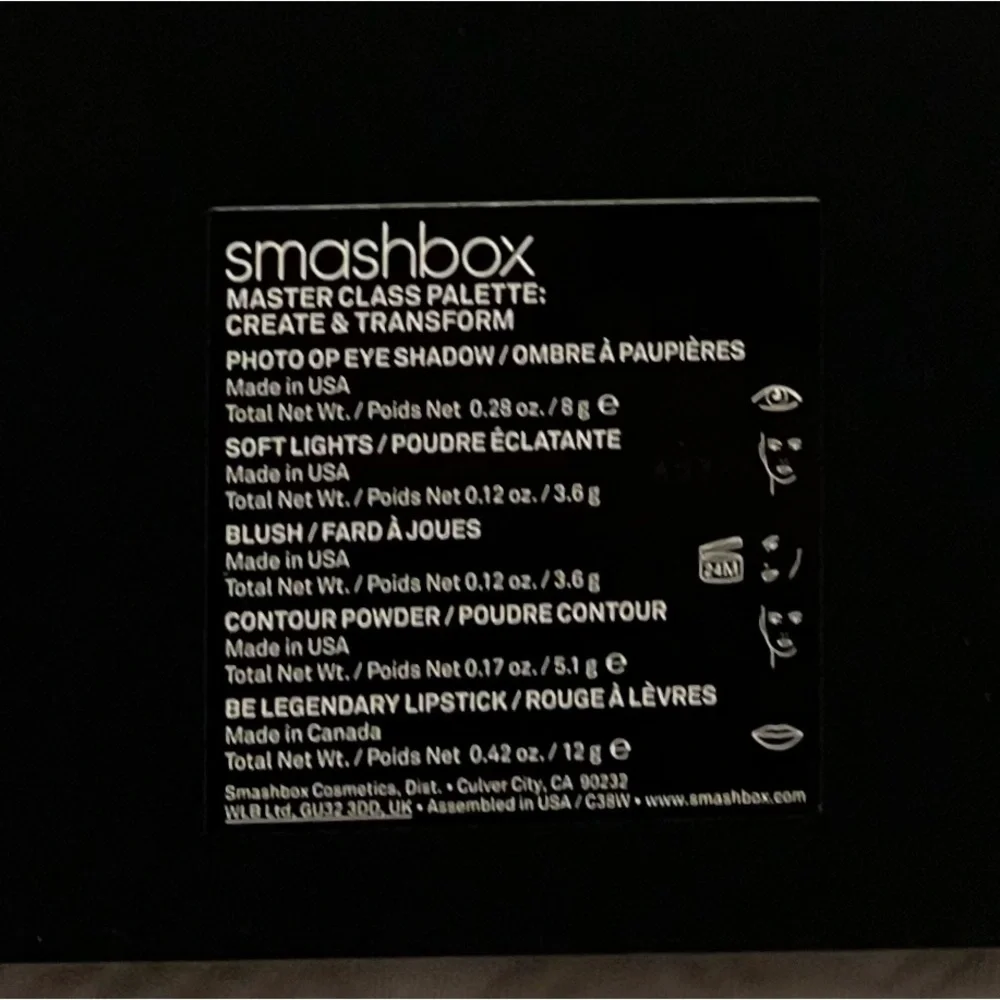 smashbox
MASTER CLASS PALETTE:
CREATE & TRANSFORM
PHOTO OP EYE SHADOW / OMBRE À PAUPIÈRES
Made in USA
Total Net Wt. / Poids Net 0.28 oz. / 8 g ℮
SOFT LIGHTS / POUDRE ÈCLATANTE
Made in USA
Total Net Wt. / Poids Net 0.12 oz. / 3.6 g
BLUSH / FARD À JOUES
Made in USA
24M
Total Net Wt. / Poids Net 0.12 oz. / 3.6 g
CONTOUR POWDER / POUDRE CONTOUR
Made in USA
Total Net Wt. / Poids Net 0.17 oz. / 5.1 g ℮
BE LEGENDARY LIPSTICK / ROUGE À LÈVRES
Made in Canada
Total Net Wt. / Poids Net 0.42 oz. / 12 g ℮
Smashbox Cosmetics, Dist. • Culver City, CA 90232
WLR Ltd, GU32 3DD, UK • Assembled in USA / C38W • www.smashbox.com